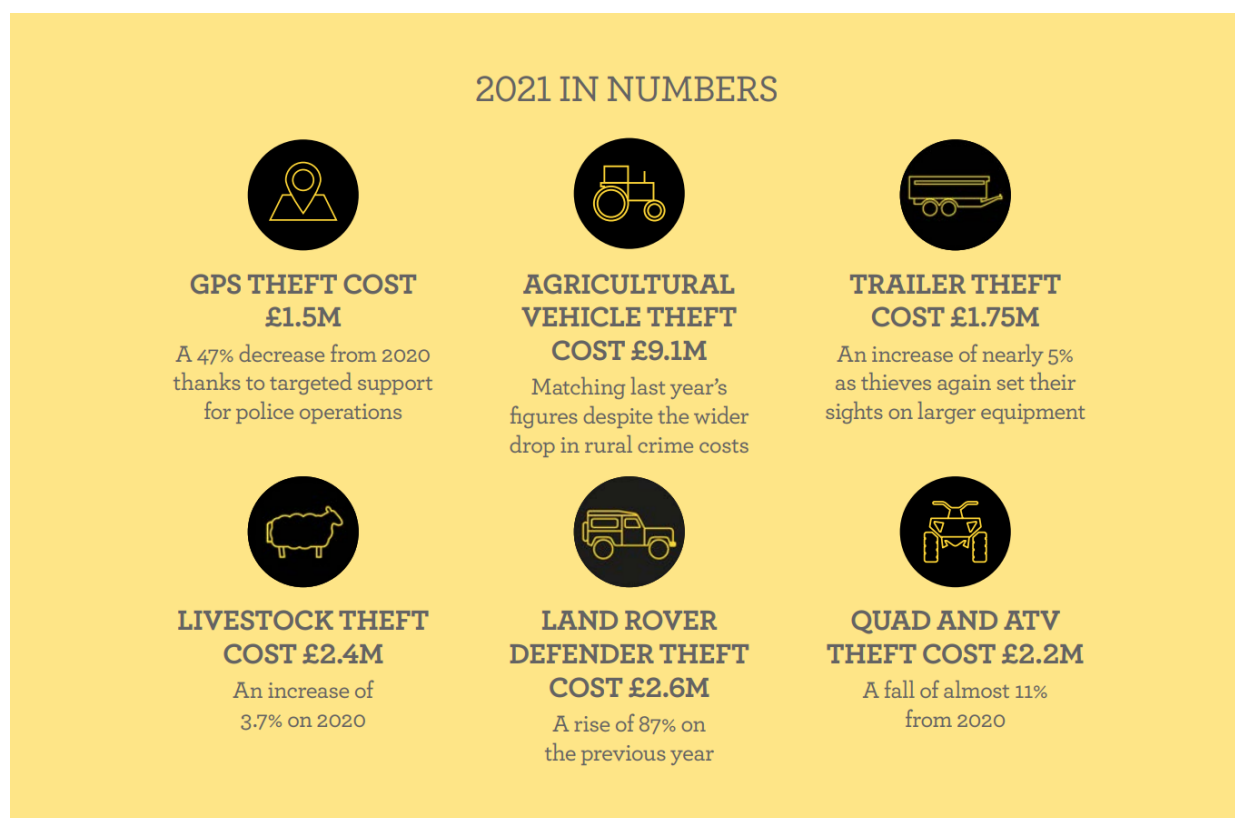 2021 IN NUMBERS
GPS THEFT COST
£1.5M
A 47% decrease from 2020
thanks to targeted support
for police operations
AGRICULTURAL
VEHICLE THEFT
COST £9.1M
Matching last year’s
figures despite the wider
drop in rural crime costs
TRAILER THEFT
COST £1.75M
An increase of nearly 5%
as thieves again set their
sights on larger equipment
LIVESTOCK THEFT
COST £2.4M
An increase of
3.7% on 2020
LAND ROVER
DEFENDER THEFT
COST £2.6M
A rise of 87% on
the previous year
QUAD AND ATV
THEFT COST £2.2M
A fall of almost 11%
from 2020